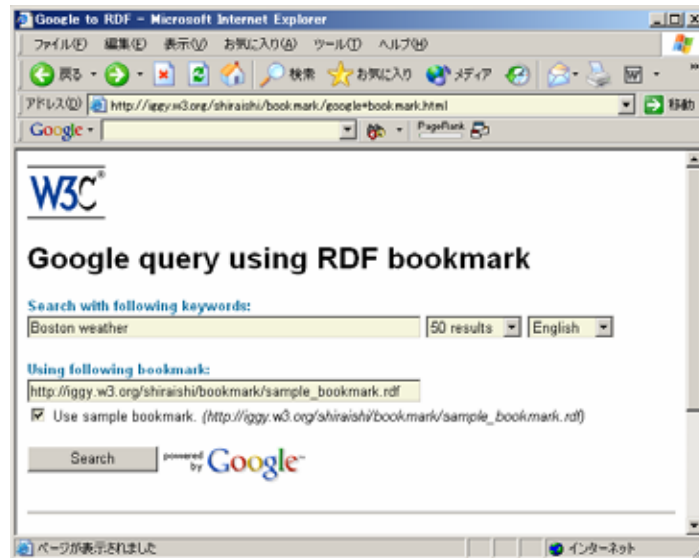 Google to RDF - Microsoft Internet Explorer
ファイル(F) 編集(E) 表示(V) お気に入り(A) ツール(T) ヘルプ(H)
戻る 検索 お気に入り メディア
アドレス(D) http://iggy.w3.org/shiraishi/bookmark/google+bookmark.html 移動
Google PageRank
W3C®
Google query using RDF bookmark
Search with following keywords:
Boston weather 50 results English
Using following bookmark:
http://iggy.w3.org/shiraishi/bookmark/sample_bookmark.rdf
Use sample bookmark. (http://iggy.w3.org/shiraishi/bookmark/sample_bookmark.rdf)
Search powered by Google™
ページが表示されました インターネット